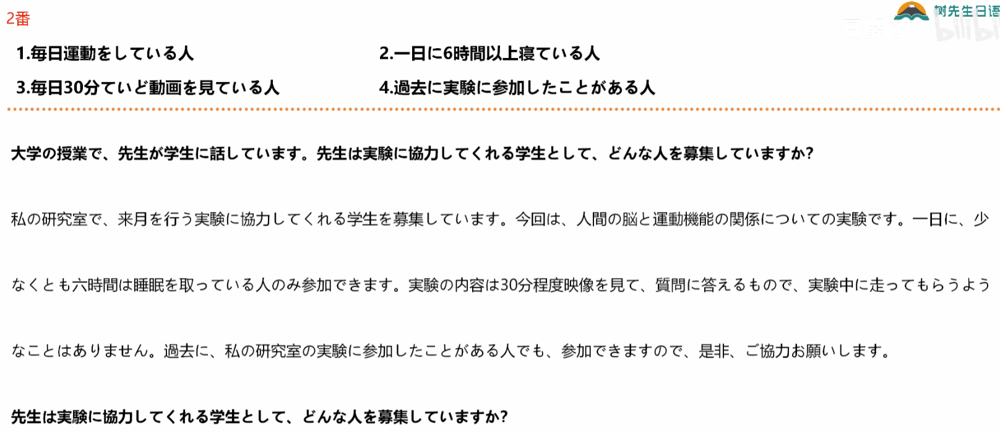 2番
树先生日语
1.毎日運動をしている人
2.一日に6時間以上寝ている人
3.毎日30分ていど動画を見ている人
4.過去に実験に参加したことがある人
大学の授業で、先生が学生に話しています。先生は実験に協力してくれる学生として、どんな人を募集していますか?
私の研究室で、来月を行う実験に協力してくれる学生を募集しています。今回は、人間の脳と運動機能の関係についての実験です。一日に、少
なくとも六時間は睡眠を取っている人のみ参加できます。実験の内容は30分程度映像を見て、質問に答えるもので、実験中に走ってもらうよう
なことはありません。過去に、私の研究室の実験に参加したことがある人でも、参加できますので、是非、ご協力お願いします。
先生は実験に協力してくれる学生として、どんな人を募集していますか?